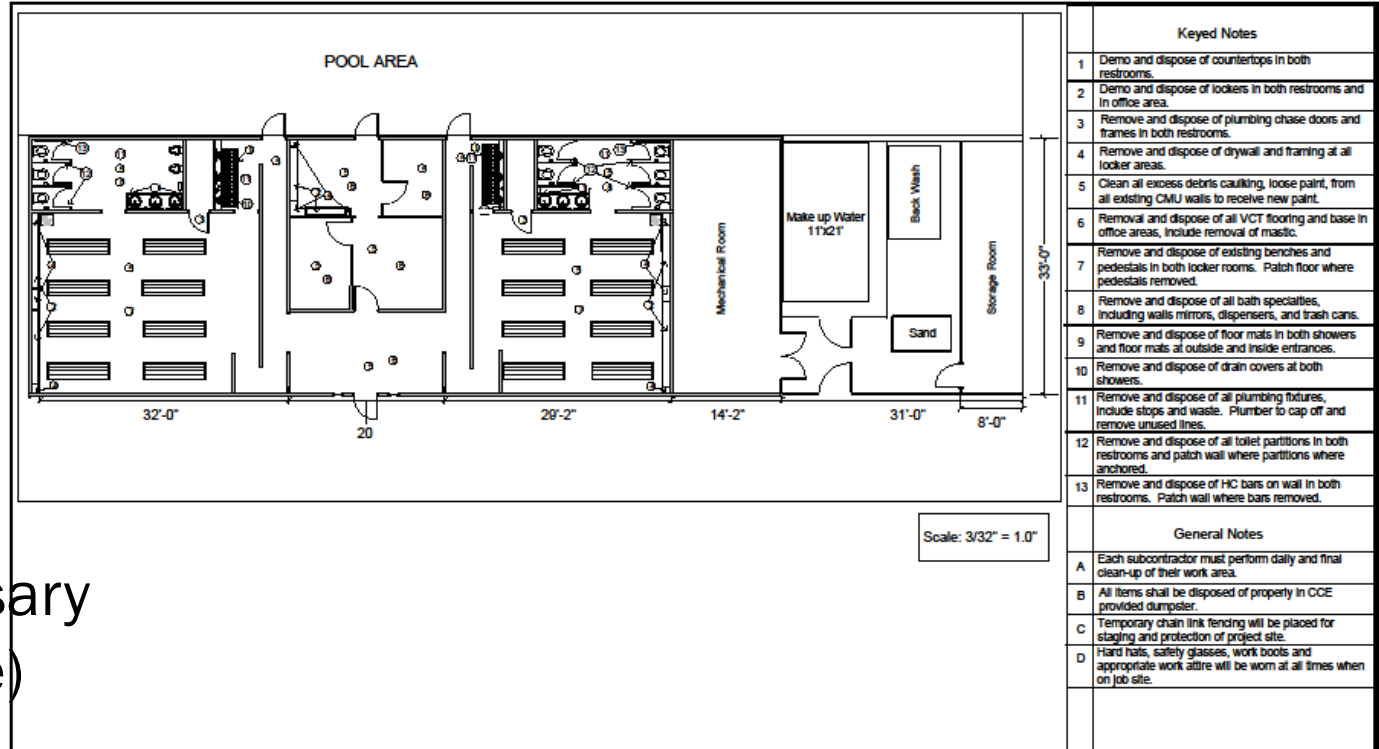 POOL AREA
Make up Water
11'x21'
Back Wash
Mechanical Room
Storage Room
Sand
33'-0"
32'-0"
20
29'-2"
14'-2"
31'-0"
8'-0"
Scale: 3/32" = 1.0"
sary
e)
Keyed Notes
1 Demo and dispose of countertops in both
restrooms.
2 Demo and dispose of lockers in both restrooms and
in office area.
3 Remove and dispose of plumbing chase doors and
frames in both restrooms.
4 Remove and dispose of drywall and framing at all
locker areas.
5 Clean all excess debris caulking, loose paint, from
all existing CMU walls to receive new paint.
6 Removal and dispose of all VCT flooring and base in
office areas, include removal of mastic.
7 Remove and dispose of existing benches and
pedestals in both locker rooms. Patch floor where
pedestals removed.
8 Remove and dispose of all bath specialties,
including walls mirrors, dispensers, and trash cans.
9 Remove and dispose of floor mats in both showers
and floor mats at outside and inside entrances.
10 Remove and dispose of drain covers at both
showers.
11 Remove and dispose of all plumbing fixtures,
include stops and waste. Plumber to cap off and
remove unused lines.
12 Remove and dispose of all toilet partitions in both
restrooms and patch wall where partitions where
anchored.
13 Remove and dispose of HC bars on wall in both
restrooms. Patch wall where bars removed.
General Notes
A Each subcontractor must perform daily and final
clean-up of their work area.
B All items shall be disposed of properly in CCE
provided dumpster.
C Temporary chain link fencing will be placed for
staging and protection of project site.
D Hard hats, safety glasses, work boots and
appropriate work attire will be worn at all times when
on job site.